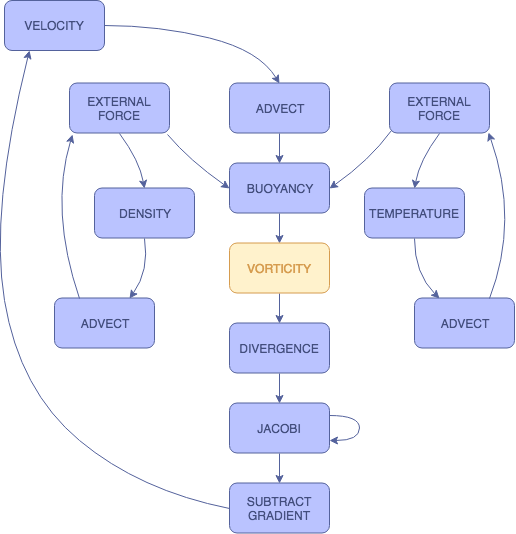 VELOCITY
EXTERNAL
FORCE
ADVECT
EXTERNAL
FORCE
DENSITY
BUOYANCY
TEMPERATURE
VORTICITY
ADVECT
DIVERGENCE
ADVECT
JACOBI
SUBTRACT
GRADIENT